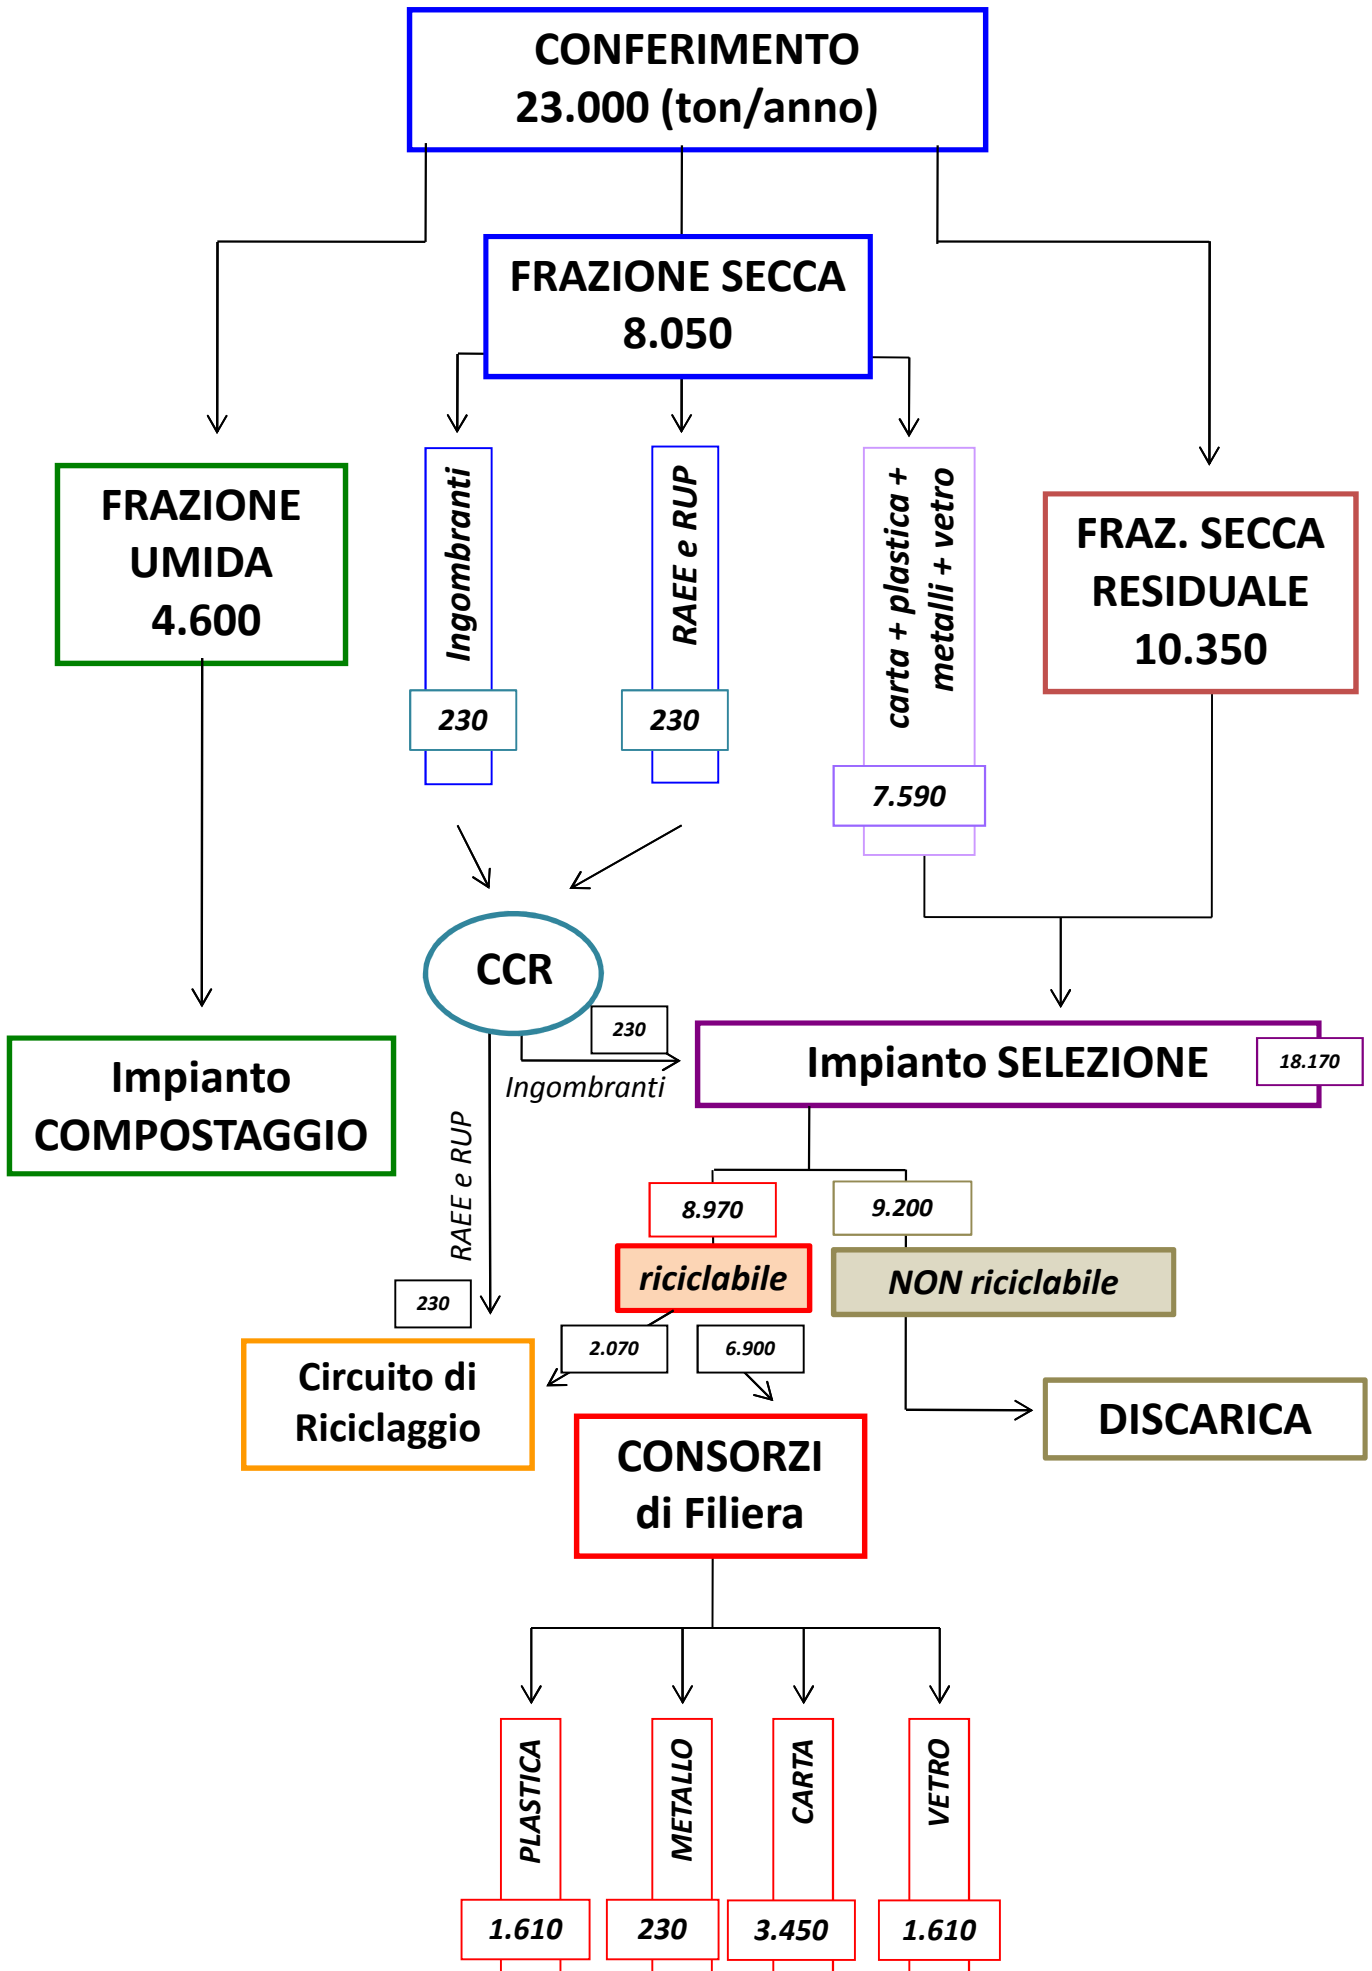 CONFERIMENTO
23.000 (ton/anno)
FRAZIONE SECCA
8.050
FRAZIONE
UMIDA
4.600
Ingombranti
230
RAEE e RUP
230
carta + plastica +
metalli + vetro
7.590
FRAZ. SECCA
RESIDUALE
10.350
CCR
230
Ingombranti
RAEE e RUP
230
Impianto
COMPOSTAGGIO
Impianto SELEZIONE
18.170
8.970
9.200
riciclabile
NON riciclabile
2.070
6.900
Circuito di
Riciclaggio
CONSORZI
di Filiera
DISCARICA
PLASTICA
METALLO
CARTA
VETRO
1.610
230
3.450
1.610